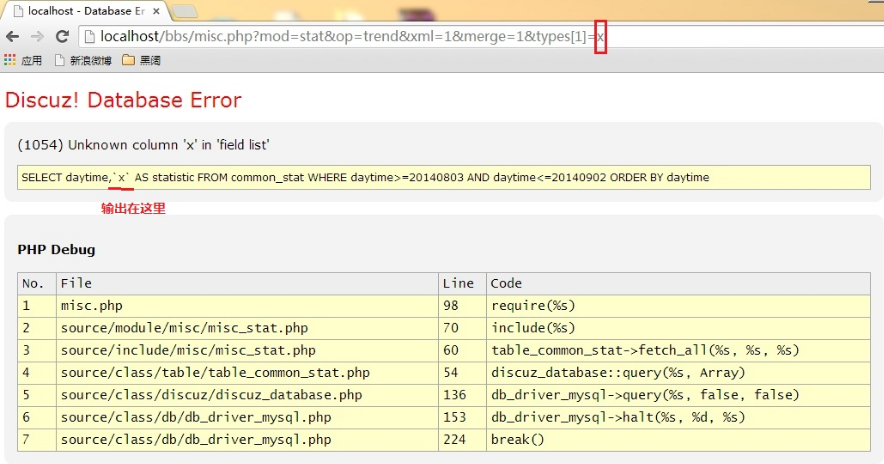 localhost - Database Er
localhost/bbs/misc.php?mod=stat&op=trend&xml=1&merge=1&types[1]=x
应用 新浪微博 黑阔
Discuz! Database Error
(1054) Unknown column 'x' in 'field list'
SELECT daytime,`x` AS statistic FROM common_stat WHERE daytime>=20140803 AND daytime<=20140902 ORDER BY daytime
输出在这里
PHP Debug
No. File Line Code
1 misc.php 98 require(%s)
2 source/module/misc/misc_stat.php 70 include(%s)
3 source/include/misc/misc_stat.php 60 table_common_stat->fetch_all(%s, %s, %s)
4 source/class/table/table_common_stat.php 54 discuz_database::query(%s, Array)
5 source/class/discuz/discuz_database.php 136 db_driver_mysql->query(%s, false, false)
6 source/class/db/db_driver_mysql.php 153 db_driver_mysql->halt(%s, %d, %s)
7 source/class/db/db_driver_mysql.php 224 break()